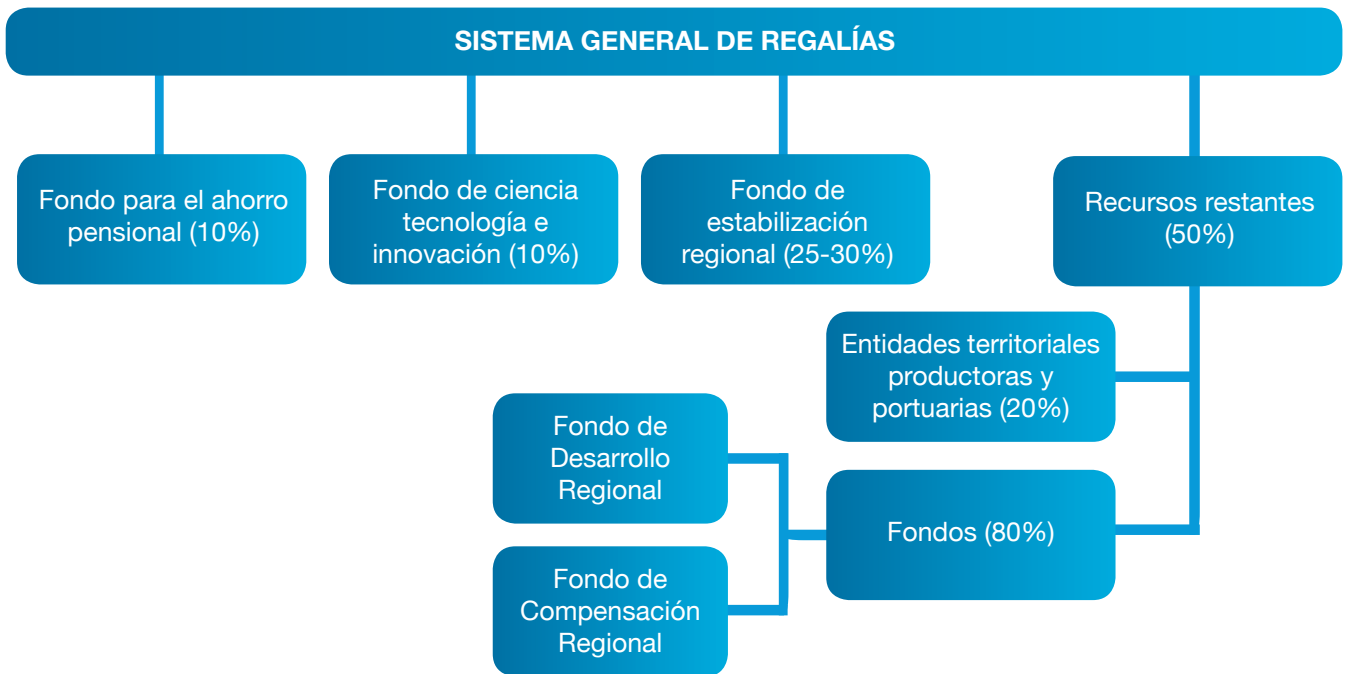 SISTEMA GENERAL DE REGALÍAS
Fondo para el ahorro
pensional (10%)
Fondo de ciencia
tecnología e
innovación (10%)
Fondo de
estabilización
regional (25-30%)
Recursos restantes
(50%)
Entidades territoriales
productoras y
portuarias (20%)
Fondo de
Desarrollo
Regional
Fondos (80%)
Fondo de
Compensación
Regional